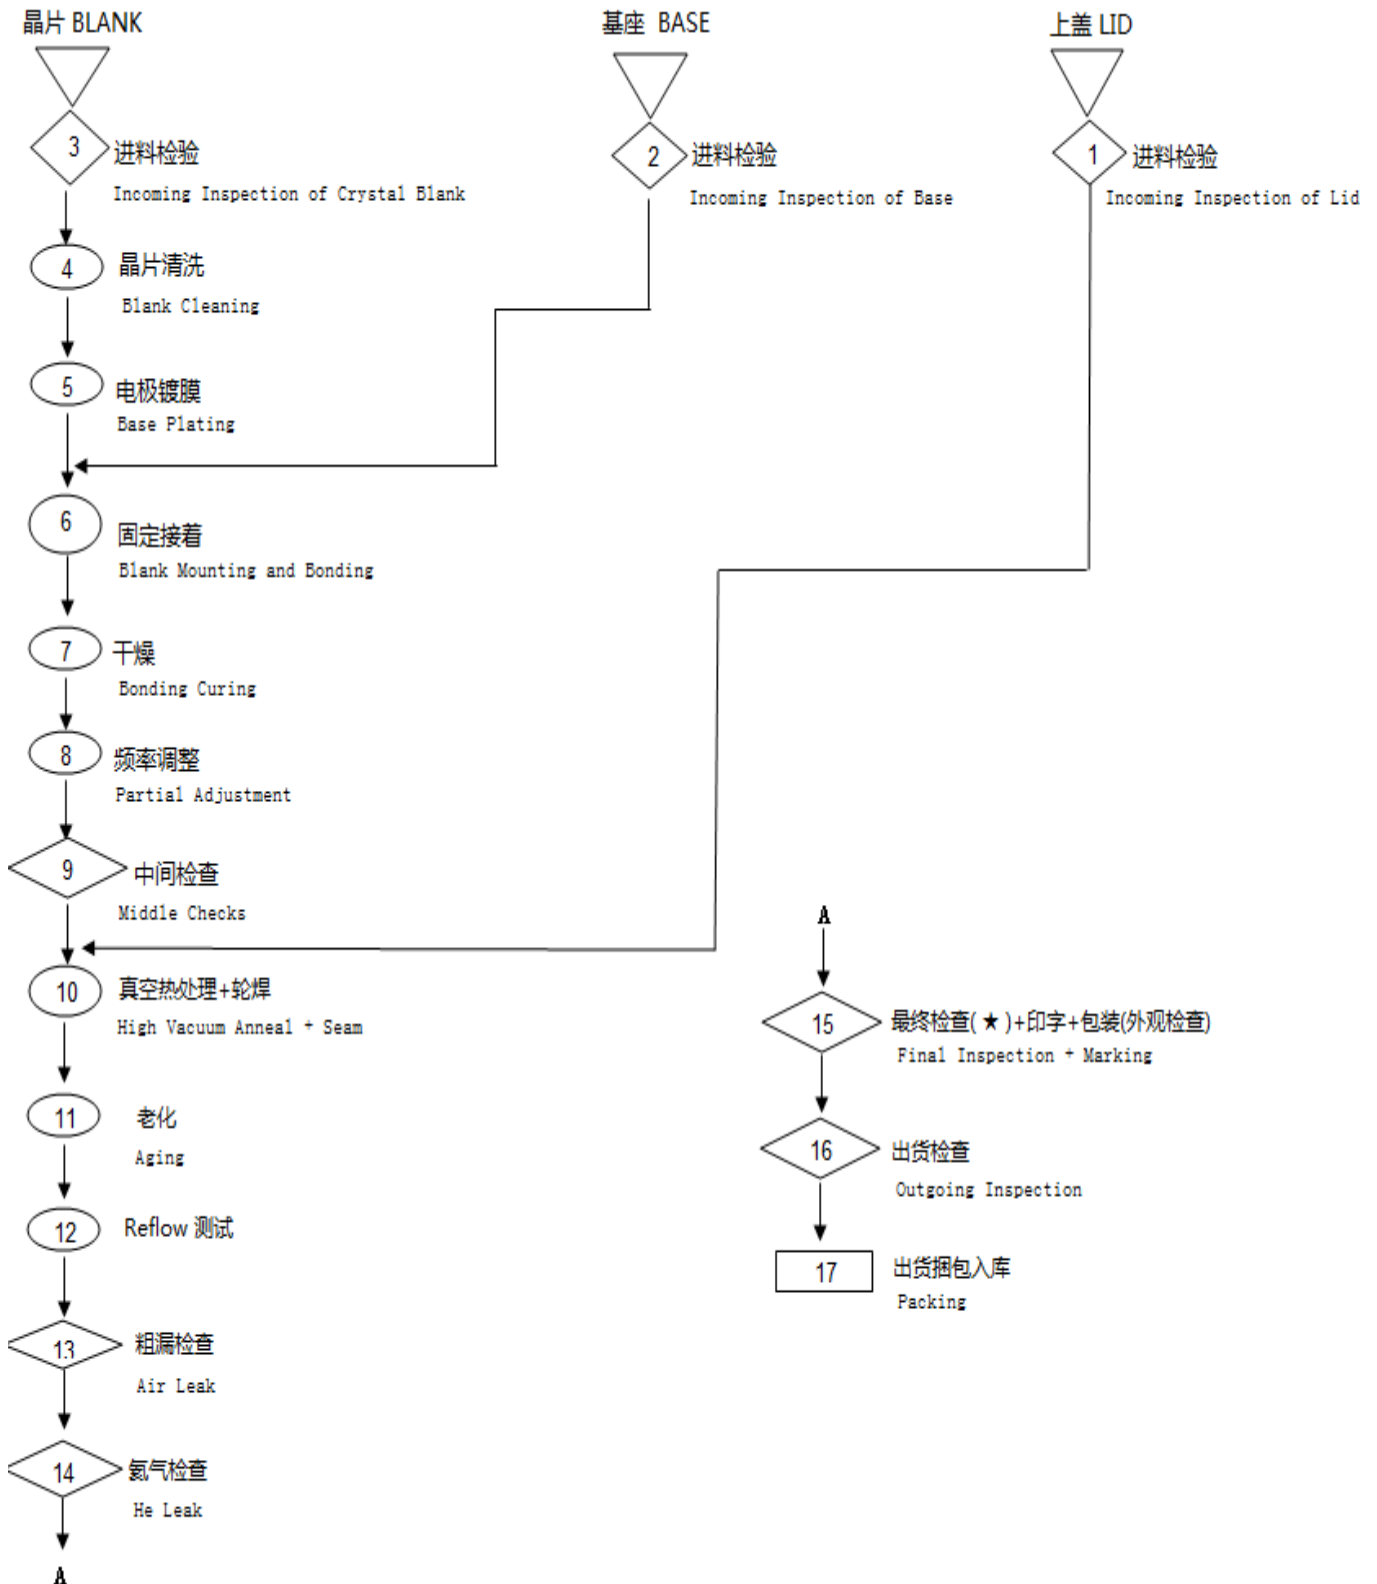 晶片 BLANK
基座 BASE
上盖 LID
3
进料检验
Incoming Inspection of Crystal Blank
2
进料检验
Incoming Inspection of Base
1
进料检验
Incoming Inspection of Lid
4
晶片清洗
Blank Cleaning
5
电极镀膜
Base Plating
6
固定接着
Blank Mounting and Bonding
7
干燥
Bonding Curing
8
频率调整
Partial Adjustment
9
中间检查
Middle Checks
10
真空热处理+轮焊
High Vacuum Anneal + Seam
11
老化
Aging
12
Reflow 测试
13
粗漏检查
Air Leak
14
氦气检查
He Leak
A
A
15
最终检查(★)+印字+包装(外观检查)
Final Inspection + Marking
16
出货检查
Outgoing Inspection
17
出货捆包入库
Packing